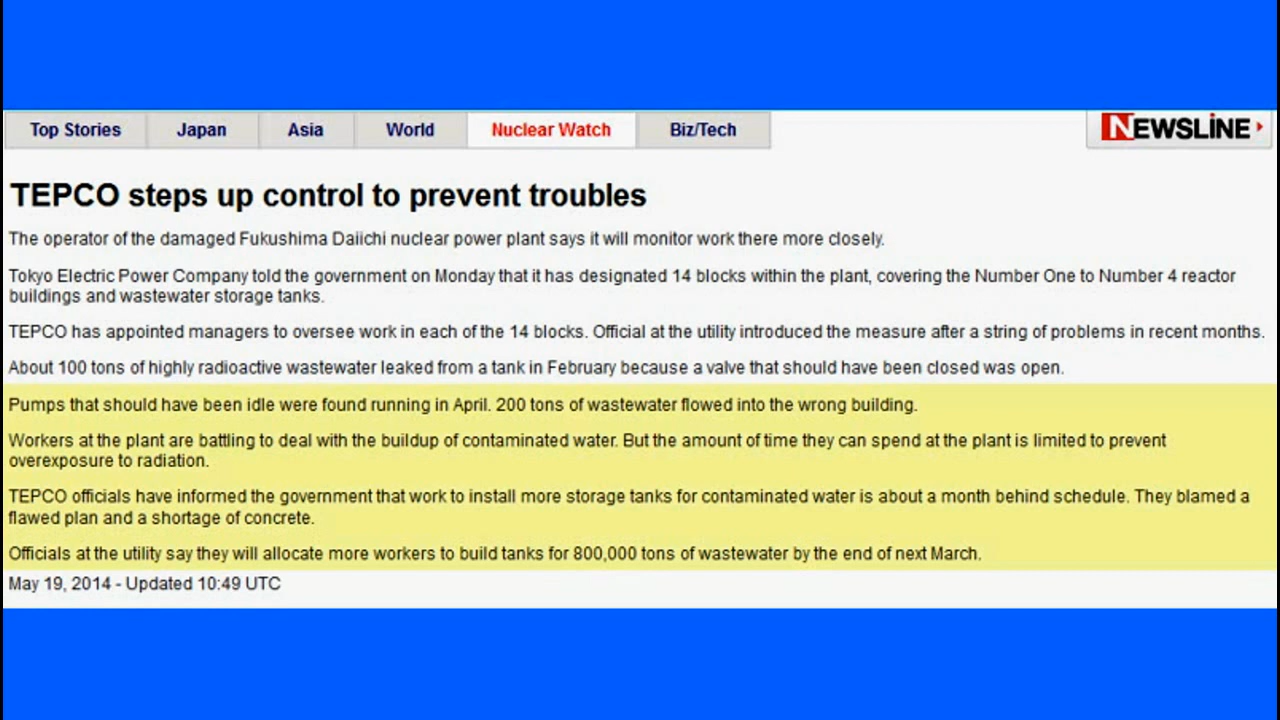 Top Stories Japan Asia World Nuclear Watch Biz/Tech NEWSLINE
TEPCO steps up control to prevent troubles
The operator of the damaged Fukushima Daiichi nuclear power plant says it will monitor work there more closely.
Tokyo Electric Power Company told the government on Monday that it has designated 14 blocks within the plant, covering the Number One to Number 4 reactor
buildings and wastewater storage tanks.
TEPCO has appointed managers to oversee work in each of the 14 blocks. Official at the utility introduced the measure after a string of problems in recent months.
About 100 tons of highly radioactive wastewater leaked from a tank in February because a valve that should have been closed was open.
Pumps that should have been idle were found running in April. 200 tons of wastewater flowed into the wrong building.
Workers at the plant are battling to deal with the buildup of contaminated water. But the amount of time they can spend at the plant is limited to prevent
overexposure to radiation.
TEPCO officials have informed the government that work to install more storage tanks for contaminated water is about a month behind schedule. They blamed a
flawed plan and a shortage of concrete.
Officials at the utility say they will allocate more workers to build tanks for 800,000 tons of wastewater by the end of next March.
May 19, 2014 - Updated 10:49 UTC